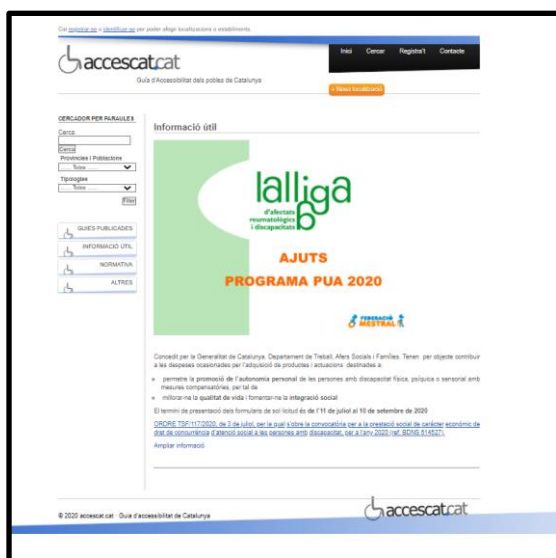 Cal registrar-se o identificar-se per poder afegir localitzacions o establiments.
accescat.cat
Guia d'Accessibilitat dels pobles de Catalunya
Inici Cercar Registra't Contacte
+ Nova localització
CERCADOR PER PARAULES
Cerca:
Cerca
Províncies i Poblacions
..... Totes .......
Tipologies
..... Totes .......
Filtre
GUIES PUBLICADES
INFORMACIÓ ÚTIL
NORMATIVA
ALTRES
Informació útil
lalliga
d'afectats
reumatològics
i discapacitats
AJUTS
PROGRAMA PUA 2020
FEDERACIÓ
MESTRAL
Concedit per la Generalitat de Catalunya. Departament de Treball, Afers Socials i Famílies. Tenen per objecte contribuir
a les despeses ocasionades per l'adquisició de productes i actuacions destinades a:
permetre la promoció de l'autonomia personal de les persones amb discapacitat física, psíquica o sensorial amb
mesures compensatòries, per tal de
millorar-ne la qualitat de vida i fomentar-ne la integració social
El termini de presentació dels formularis de sol·licitud és de l'11 de juliol al 10 de setembre de 2020
ORDRE TSF/117/2020, de 3 de juliol, per la qual s'obre la convocatòria per a la prestació social de caràcter econòmic de
dret de concurrència d'atenció social a les persones amb discapacitat, per a l'any 2020 (ref. BDNS 514527).
Ampliar informació
© 2020 accescat.cat · Guia d'accessibilitat de Catalunya
accescat.cat